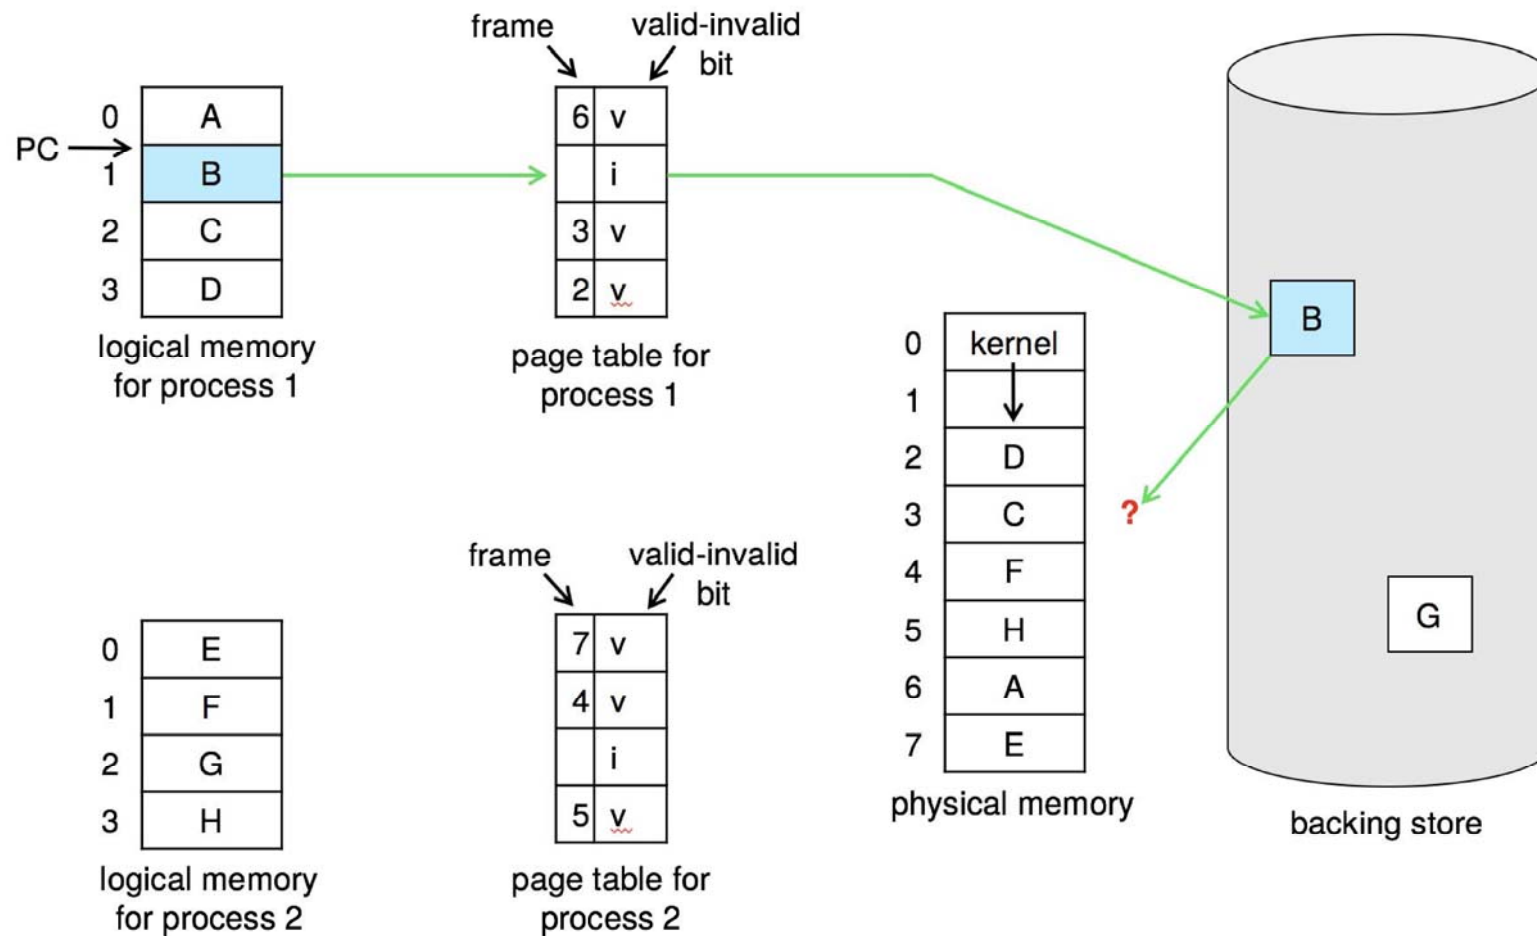 frame
valid-invalid
bit
PC
0 A
1 B
2 C
3 D
logical memory
for process 1
6 v
i
3 v
2 v
page table for
process 1
0 kernel
1
2 D
3 C
4 F
5 H
6 A
7 E
physical memory
?
B
G
backing store
0 E
1 F
2 G
3 H
logical memory
for process 2
frame
valid-invalid
bit
7 v
4 v
i
5 v
page table for
process 2